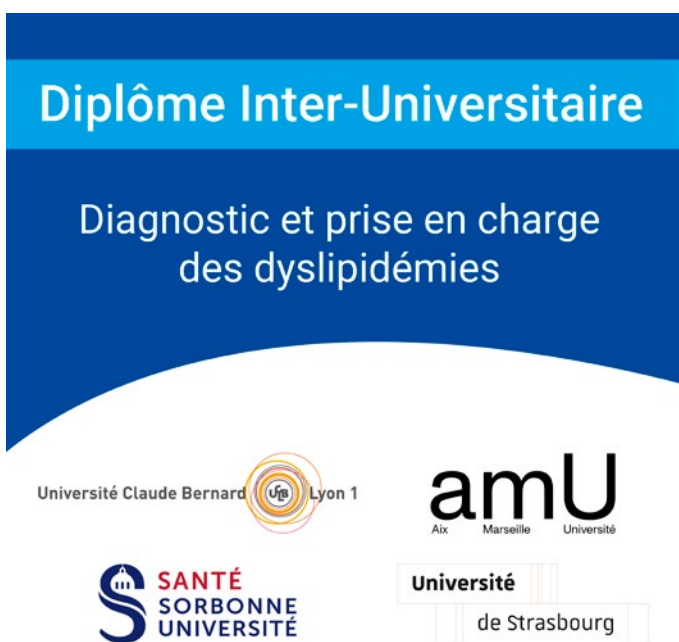 Diplôme Inter-Universitaire
Diagnostic et prise en charge
des dyslipidémies
Université Claude Bernard UCB Lyon 1
amU
Aix Marseille Université
SANTÉ
SORBONNE
UNIVERSITÉ
Université
de Strasbourg